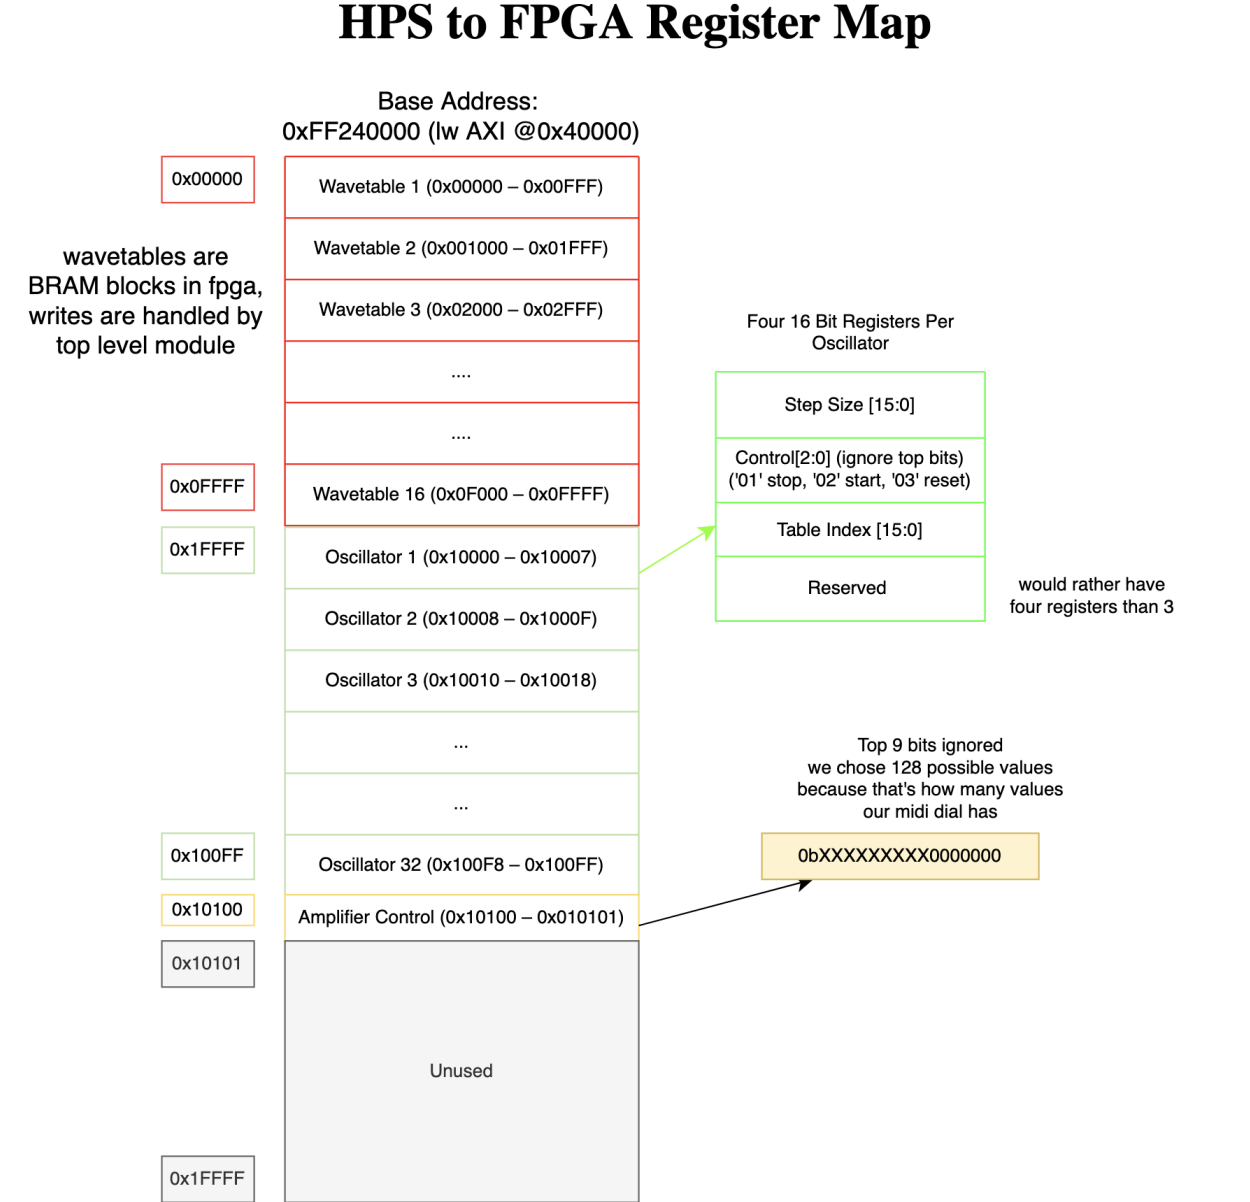 HPS to FPGA Register Map
Base Address:
0xFF240000 (lw AXI @0x40000)
0x00000
Wavetable 1 (0x00000 – 0x00FFF)
wavetables are
BRAM blocks in fpga,
writes are handled by
top level module
Wavetable 2 (0x001000 – 0x01FFF)
Wavetable 3 (0x02000 – 0x02FFF)
....
....
0x0FFFF
Wavetable 16 (0x0F000 – 0x0FFFF)
0x1FFFF
Oscillator 1 (0x10000 – 0x10007)
Oscillator 2 (0x10008 – 0x1000F)
Oscillator 3 (0x10010 – 0x10018)
...
...
0x100FF
Oscillator 32 (0x100F8 – 0x100FF)
0x10100
Amplifier Control (0x10100 – 0x010101)
0x10101
Unused
0x1FFFF
Four 16 Bit Registers Per
Oscillator
Step Size [15:0]
Control[2:0] (ignore top bits)
('01' stop, '02' start, '03' reset)
Table Index [15:0]
Reserved
would rather have
four registers than 3
Top 9 bits ignored
we chose 128 possible values
because that's how many values
our midi dial has
0bXXXXXXXXX0000000